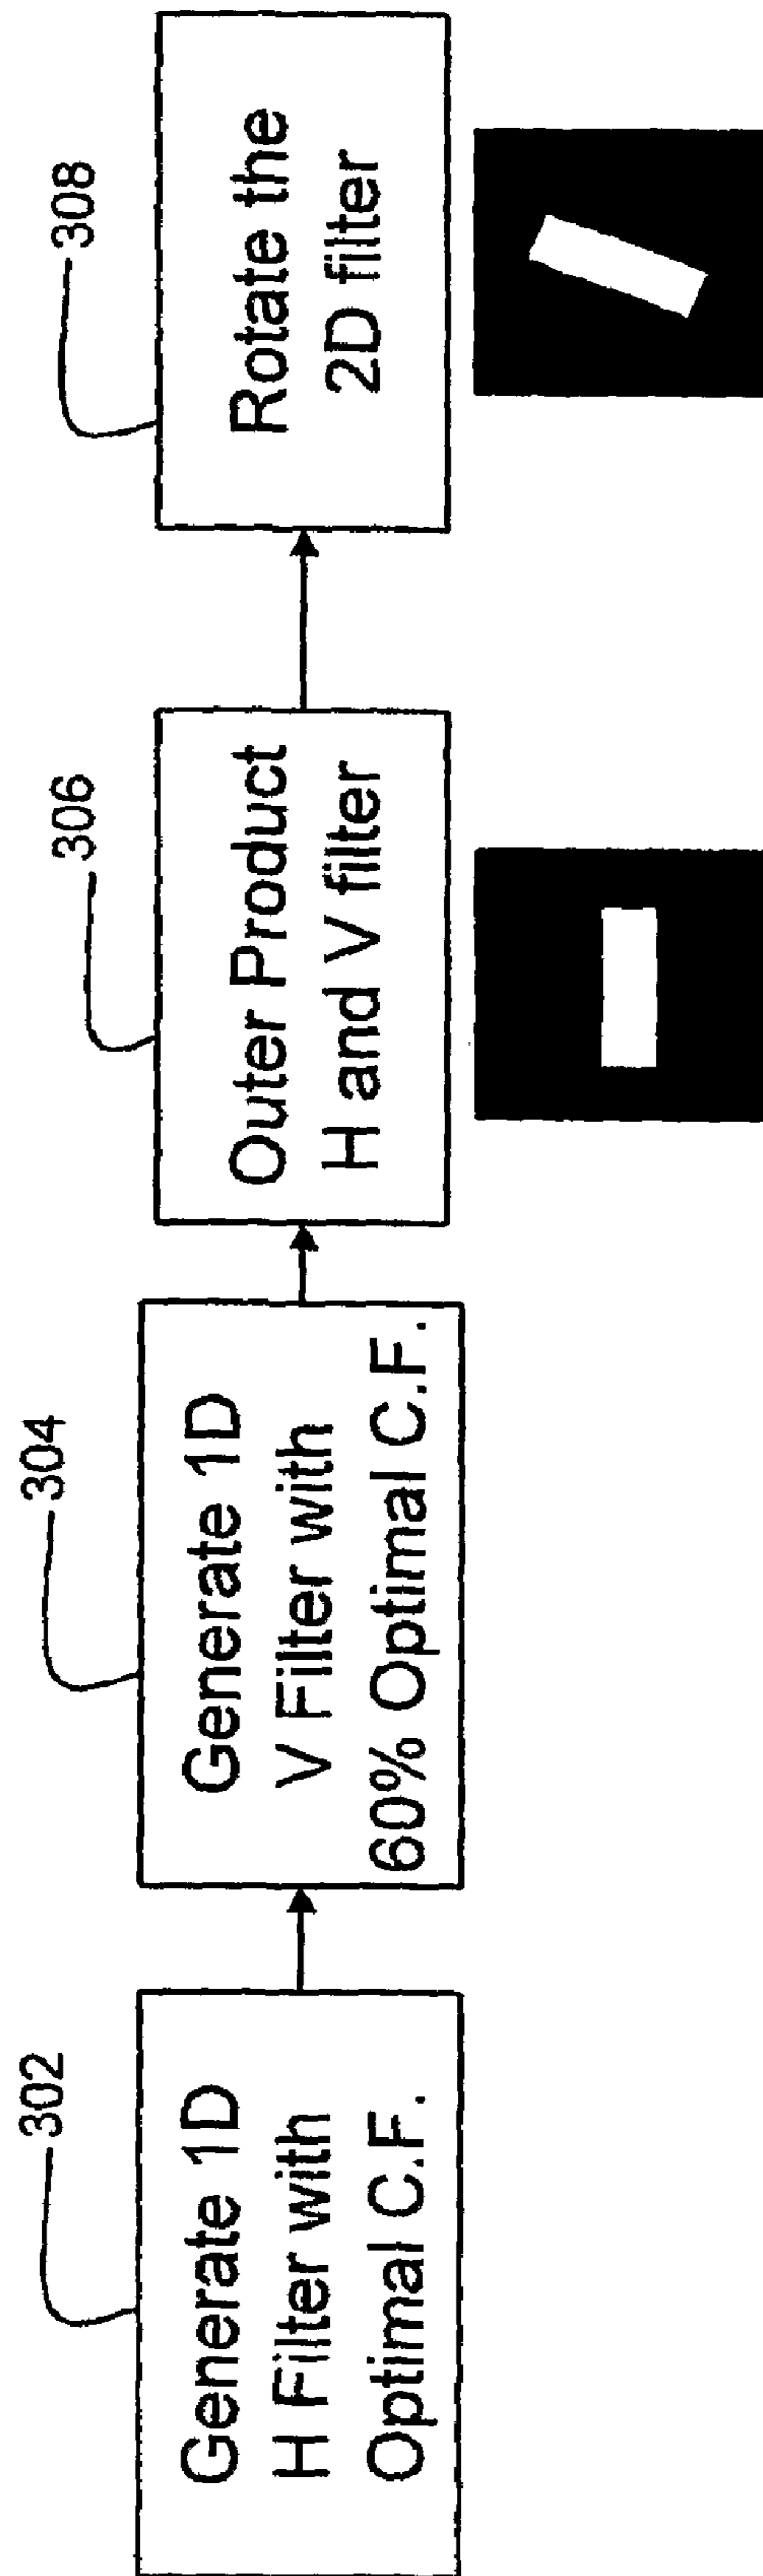 302
Generate 1D
H Filter with
Optimal C.F.
304
Generate 1D
V Filter with
60% Optimal C.F.
306
Outer Product
H and V filter
308
Rotate the
2D filter